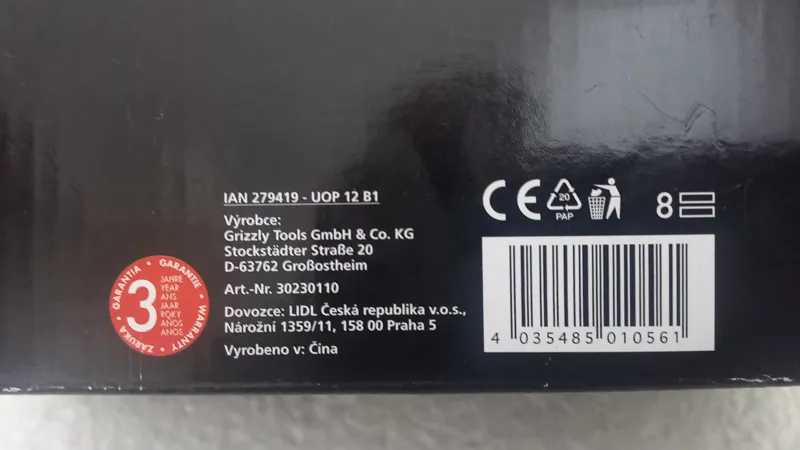 IAN 279419 - UOP 12 B1
Výrobce:
Grizzly Tools GmbH & Co. KG
Stockstädter Straße 20
D-63762 Großostheim
Art.-Nr. 30230110
Dovozce: LIDL Česká republika v.o.s.,
Nárožní 1359/11, 158 00 Praha 5
Vyrobeno v: Čína
GARANTIA • GARANTIE • WARRANTY • ZÁRUKA •
3
JAHRE
YEAR
ANS
JAAR
ROKY
AÑOS
ANOS
CE
20
PAP
8
4 035485 010561